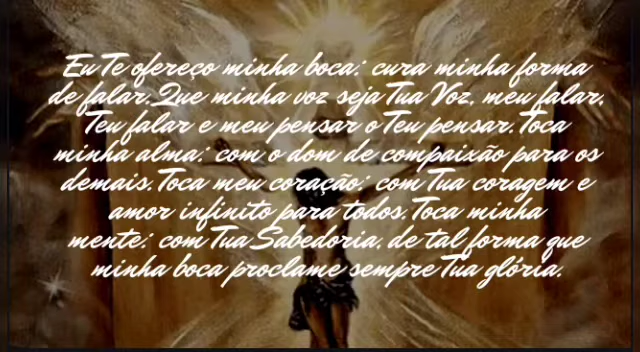 Eu Te ofereço minha boca: cura minha forma
de falar. Que minha voz seja Tua Voz, meu falar,
Teu falar e meu pensar o Teu pensar. Toca
minha alma: com o dom de compaixão para os
demais. Toca meu coração: com Tua coragem e
amor infinito para todos. Toca minha
mente: com Tua Sabedoria, de tal forma que
minha boca proclame sempre Tua glória.